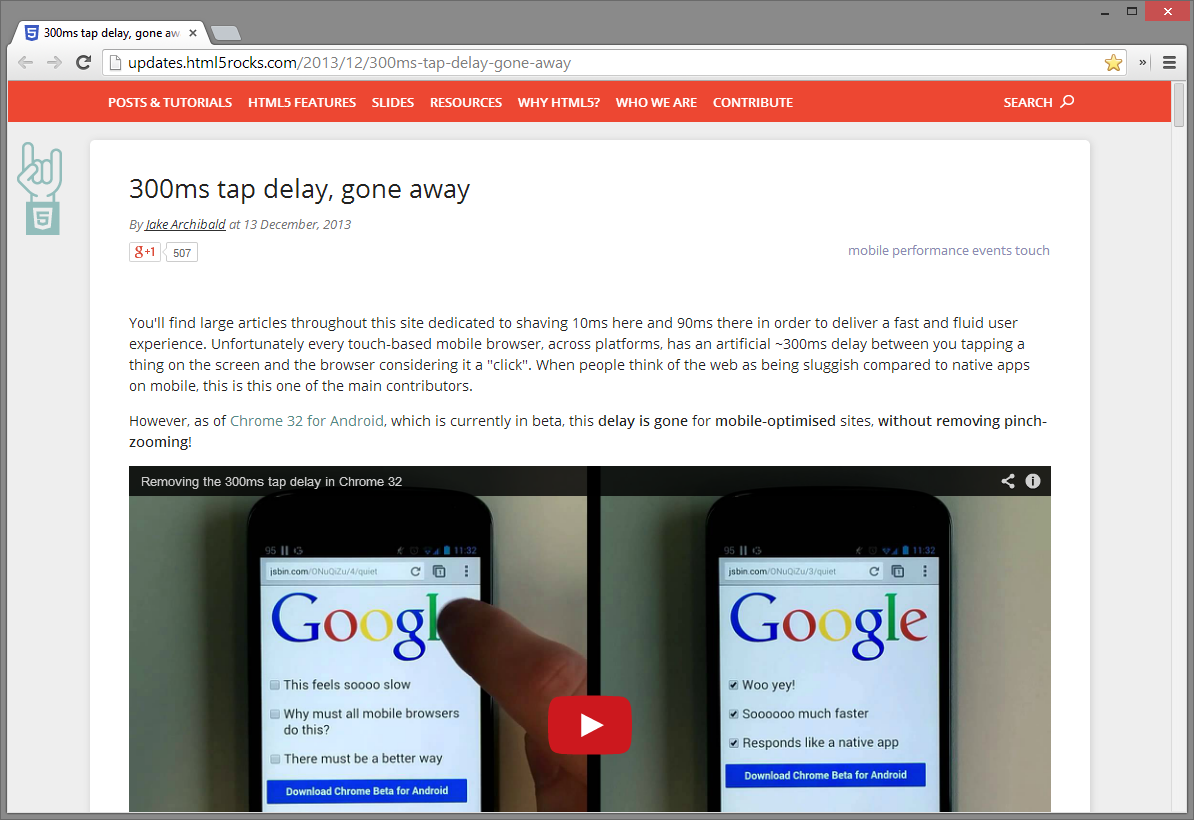 300ms tap delay, gone aw
updates.html5rocks.com/2013/12/300ms-tap-delay-gone-away
POSTS & TUTORIALS HTML5 FEATURES SLIDES RESOURCES WHY HTML5? WHO WE ARE CONTRIBUTE SEARCH
5
300ms tap delay, gone away
By Jake Archibald at 13 December, 2013
g+1 507
mobile performance events touch
You'll find large articles throughout this site dedicated to shaving 10ms here and 90ms there in order to deliver a fast and fluid user
experience. Unfortunately every touch-based mobile browser, across platforms, has an artificial ~300ms delay between you tapping a
thing on the screen and the browser considering it a "click". When people think of the web as being sluggish compared to native apps
on mobile, this is this one of the main contributors.
However, as of Chrome 32 for Android, which is currently in beta, this delay is gone for mobile-optimised sites, without removing pinch-
zooming!
Removing the 300ms tap delay in Chrome 32
95 11:32
jsbin.com/ONuQiZu/4/quiet
Googl
This feels soooo slow
Why must all mobile browsers
do this?
There must be a better way
Download Chrome Beta for Android
95 11:32
jsbin.com/ONuQiZu/3/quiet
Google
Woo yey!
Soooooo much faster
Responds like a native app
Download Chrome Beta for Android